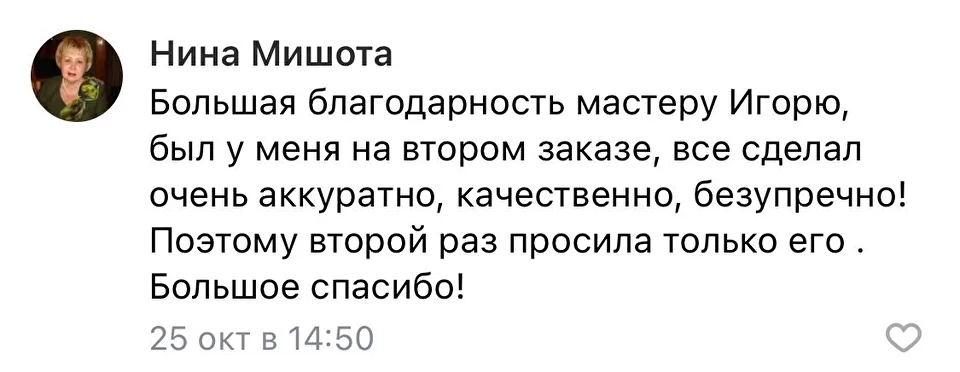 Нина Мишота
Большая благодарность мастеру Игорю,
был у меня на втором заказе, все сделал
очень аккуратно, качественно, безупречно!
Поэтому второй раз просила только его .
Большое спасибо!
25 окт в 14:50